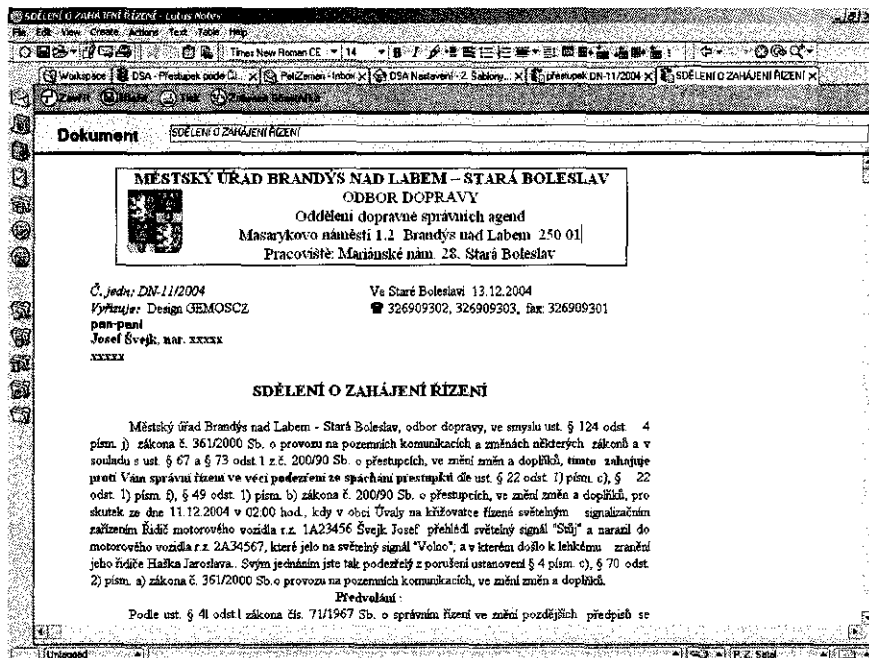 SDĚLENÍ O ZAHÁJENÍ ŘÍZENÍ - Lotus Notes
File Edit View Create Actions Text Table Help
Times New Roman CE 14
Workspace DSA - Přestupek podle Čí... PetiZeman - Inbox DSA Nastavení - 2. Šablony... přestupek DN-11/2004 SDĚLENÍ O ZAHÁJENÍ ŘÍZENÍ
Zavřít Tisk
Dokument SDĚLENÍ O ZAHÁJENÍ ŘÍZENÍ
MĚSTSKÝ ÚŘAD BRANDÝS NAD LABEM – STARÁ BOLESLAV
ODBOR DOPRAVY
Oddělení dopravně správních agend
Masarykovo náměstí 1.2 Brandýs nad Labem 250 01
Pracoviště: Mariánské nám. 28. Stará Boleslav
Č. jedn: DN-11/2004 Ve Staré Boleslavi 13.12.2004
Vyřizuje: Design GEMOSCZ ☎ 326909302, 326909303, fax: 326909301
pan-paní
Josef Švejk, nar. xxxxx
xxxxx
SDĚLENÍ O ZAHÁJENÍ ŘÍZENÍ
Městský úřad Brandýs nad Labem - Stará Boleslav, odbor dopravy, ve smyslu ust. § 124 odst. 4
písm. j) zákona č. 361/2000 Sb. o provozu na pozemních komunikacích a změnách některých zákonů a v
souladu s ust. § 67 a § 73 odst.1 z.č. 200/90 Sb. o přestupcích, ve znění změn a doplňků, tímto zahajuje
proti Vám správní řízení ve věci podezření ze spáchání přestupků dle ust. § 22 odst. 1) písm. c), § 22
odst. 1) písm. f), § 49 odst. 1) písm. b) zákona č. 200/90 Sb. o přestupcích, ve znění změn a doplňků, pro
skutek ze dne 11.12.2004 v 02.00 hod., kdy v obci Úvaly na křižovatce řízené světelným signalizačním
zařízením Řidič motorového vozidla r.z. 1A23456 Švejk Josef přehlédl světelný signál "Stůj" a narazil do
motorového vozidla r.z. 2A34567, které jelo na světelný signál "Volno", a v kterém došlo k lehkému zranění
jeho řidiče Haška Jaroslava.. Svým jednáním jste tak podezřelý z porušení ustanovení § 4 písm. c), § 70 odst.
2) písm. a) zákona č. 361/2000 Sb.o provozu na pozemních komunikacích, ve znění změn a doplňků.
Předvolání :
Podle ust. § 41 odst.1 zákona čís. 71/1967 Sb. o správním řízení ve znění pozdějších předpisů se